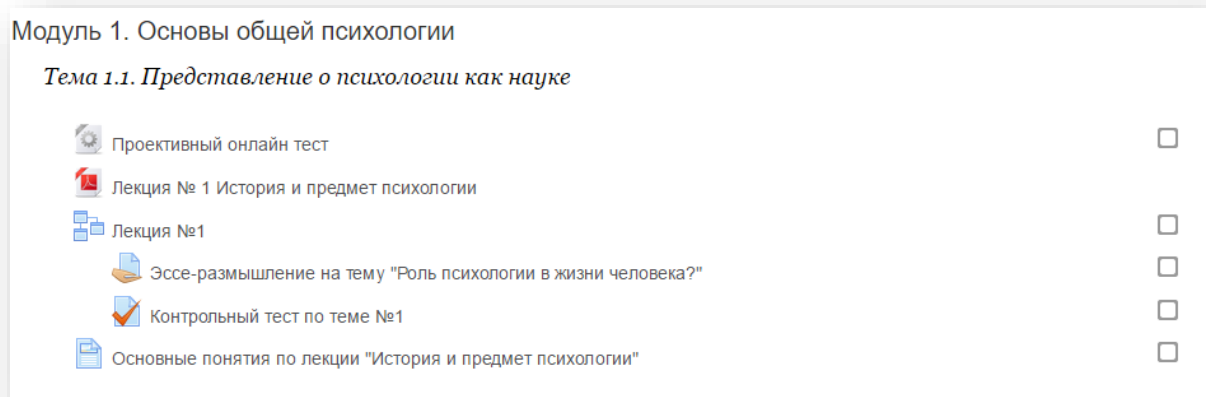 Модуль 1. Основы общей психологии
Тема 1.1. Представление о психологии как науке
Проективный онлайн тест
Лекция № 1 История и предмет психологии
Лекция №1
Эссе-размышление на тему "Роль психологии в жизни человека?"
Контрольный тест по теме №1
Основные понятия по лекции "История и предмет психологии"